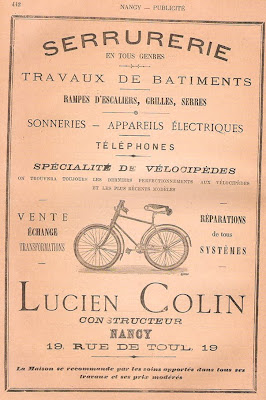 442
NANCY — PUBLICITÉ
SERRURERIE
EN TOUS GENRES
TRAVAUX DE BATIMENTS
RAMPES D'ESCALIERS, GRILLES, SERRES
SONNERIES — APPAREILS ÉLECTRIQUES
TÉLÉPHONES
SPÉCIALITÉ DE VÉLOCIPÈDES
ON TROUVERA TOUJOURS LES DERNIERS PERFECTIONNEMENTS AUX VÉLOCIPÈDES
ET LES PLUS RÉCENTS MODÈLES
VENTE
ÉCHANGE
TRANSFORMATIONS
RÉPARATIONS
de tous
SYSTÈMES
LUCIEN COLIN
CONSTRUCTEUR
NANCY
19, RUE DE TOUL, 19
La Maison se recommande par les soins apportés dans tous ses
travaux et ses prix modérés